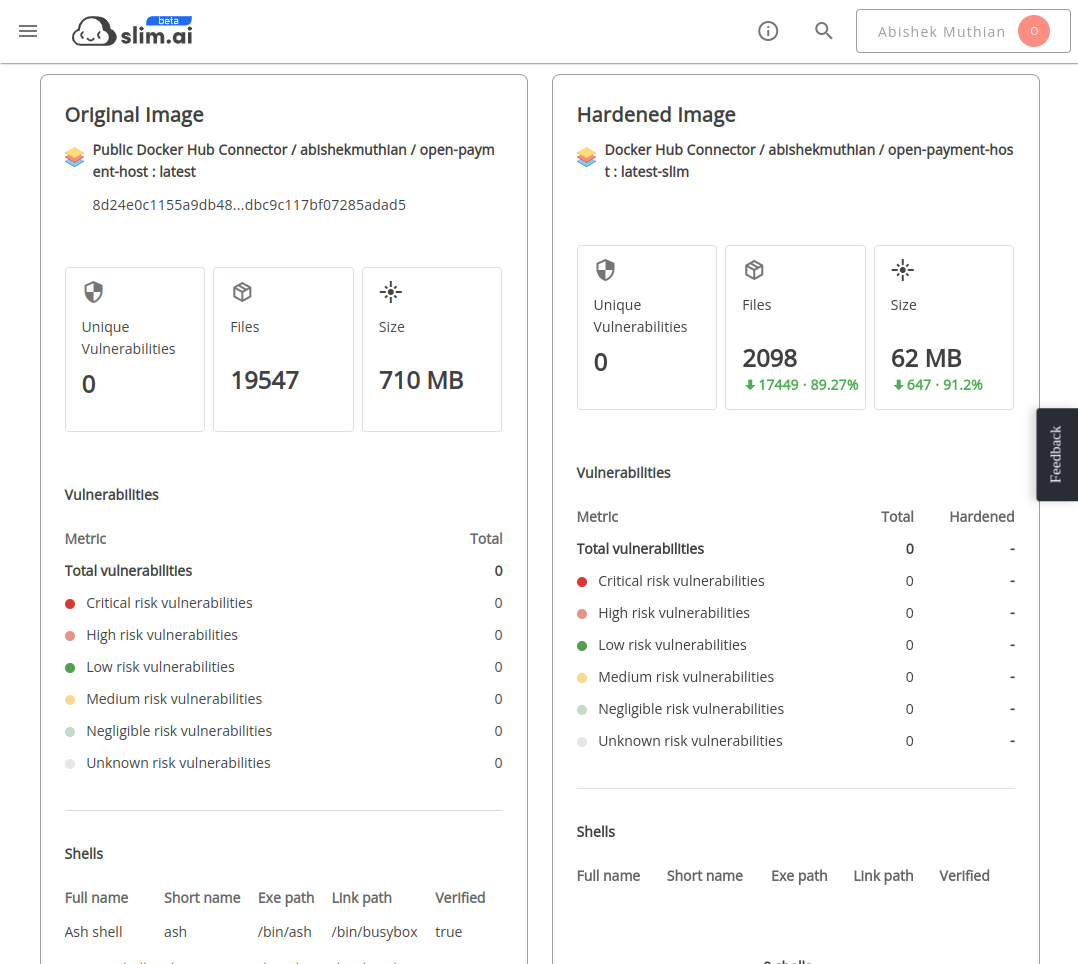 beta
slim.ai
Abishek Muthian
O
Original Image
Public Docker Hub Connector / abishekmuthian / open-paym
ent-host : latest
8d24e0c1155a9db48...dbc9c117bf07285adad5
Unique
Vulnerabilities
0
Files
19547
Size
710 MB
Vulnerabilities
Metric Total
Total vulnerabilities 0
Critical risk vulnerabilities 0
High risk vulnerabilities 0
Low risk vulnerabilities 0
Medium risk vulnerabilities 0
Negligible risk vulnerabilities 0
Unknown risk vulnerabilities 0
Shells
Full name Short name Exe path Link path Verified
Ash shell ash /bin/ash /bin/busybox true
Hardened Image
Docker Hub Connector / abishekmuthian / open-payment-hos
t : latest-slim
Unique
Vulnerabilities
0
Files
2098
17449 · 89.27%
Size
62 MB
647 · 91.2%
Vulnerabilities
Metric Total Hardened
Total vulnerabilities 0 -
Critical risk vulnerabilities 0 -
High risk vulnerabilities 0 -
Low risk vulnerabilities 0 -
Medium risk vulnerabilities 0 -
Negligible risk vulnerabilities 0 -
Unknown risk vulnerabilities 0 -
Shells
Full name Short name Exe path Link path Verified
0 shells
Feedback